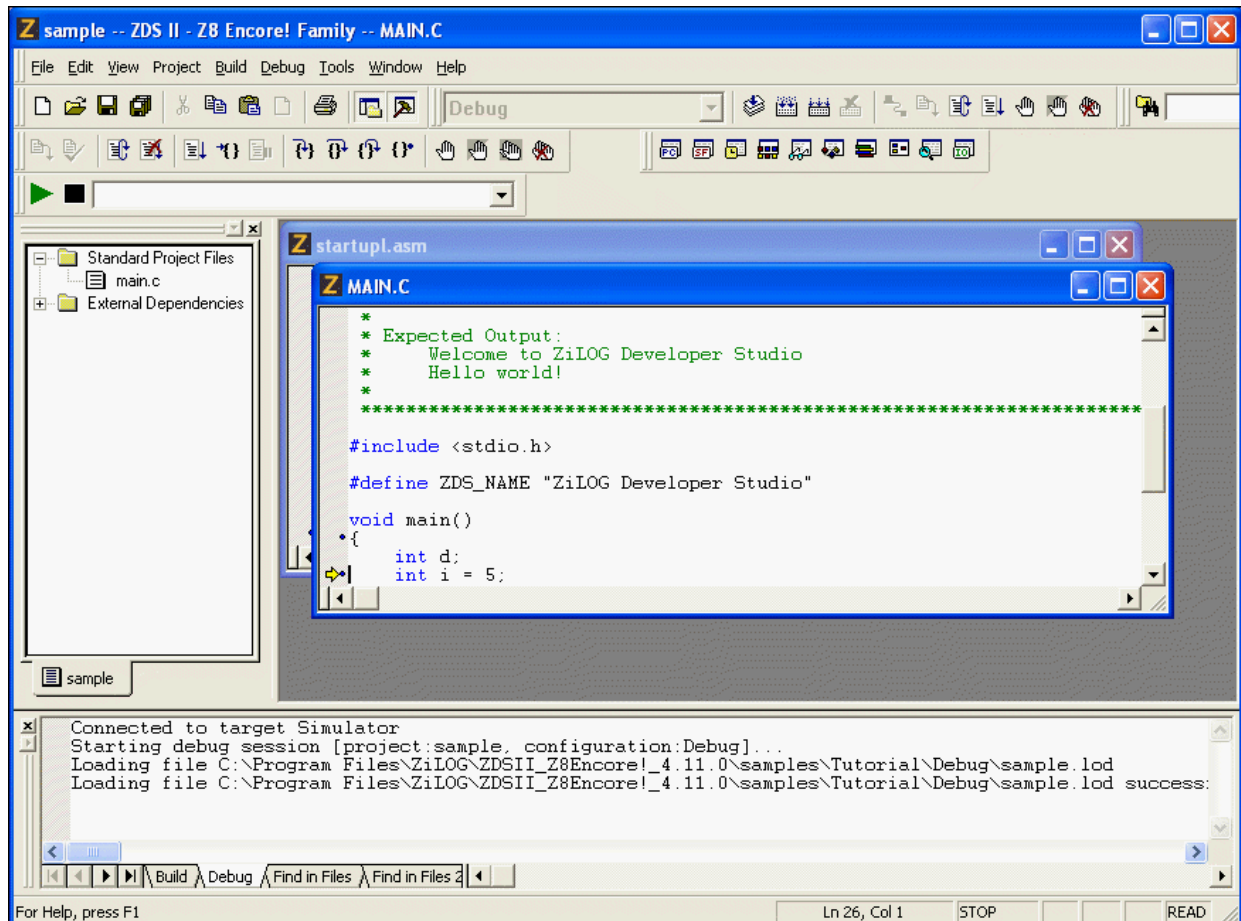 sample -- ZDS II - Z8 Encore! Family -- MAIN.C
File Edit View Project Build Debug Tools Window Help
Debug
PC SF IO
Standard Project Files
main.c
External Dependencies
sample
startupl.asm
MAIN.C
*
* Expected Output:
* Welcome to ZiLOG Developer Studio
* Hello world!
*
*********************************************************************
#include <stdio.h>
#define ZDS_NAME "ZiLOG Developer Studio"
void main()
{
int d;
int i = 5;
Connected to target Simulator
Starting debug session [project:sample, configuration:Debug]...
Loading file C:\Program Files\ZiLOG\ZDSII_Z8Encore!_4.11.0\samples\Tutorial\Debug\sample.lod
Loading file C:\Program Files\ZiLOG\ZDSII_Z8Encore!_4.11.0\samples\Tutorial\Debug\sample.lod success
Build Debug Find in Files Find in Files 2
For Help, press F1 Ln 26, Col 1 STOP READ